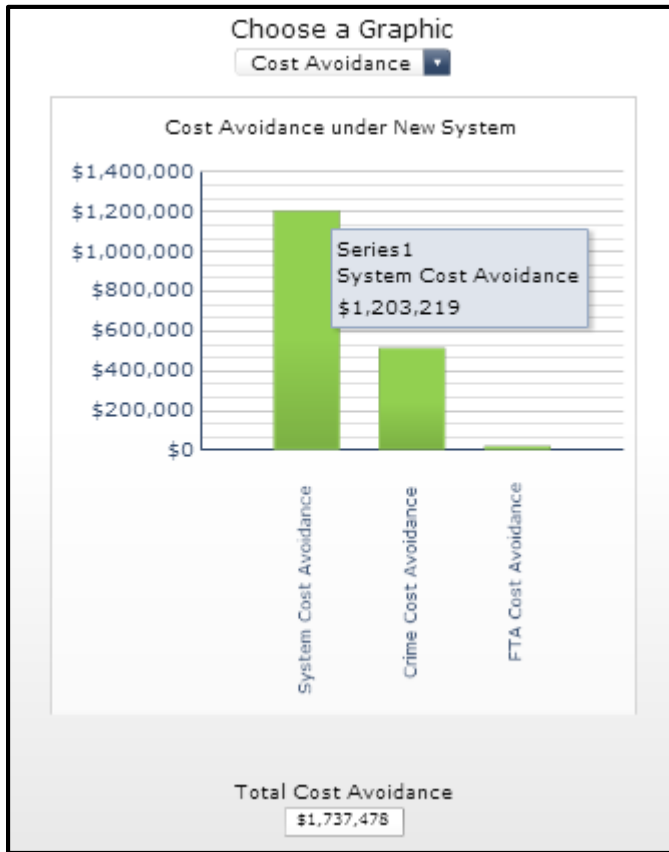 Choose a Graphic
Cost Avoidance
Cost Avoidance under New System
$1,400,000
$1,200,000
$1,000,000
$800,000
$600,000
$400,000
$200,000
$0
Series1
System Cost Avoidance
$1,203,219
System Cost Avoidance
Crime Cost Avoidance
FTA Cost Avoidance
Total Cost Avoidance
$1,737,478